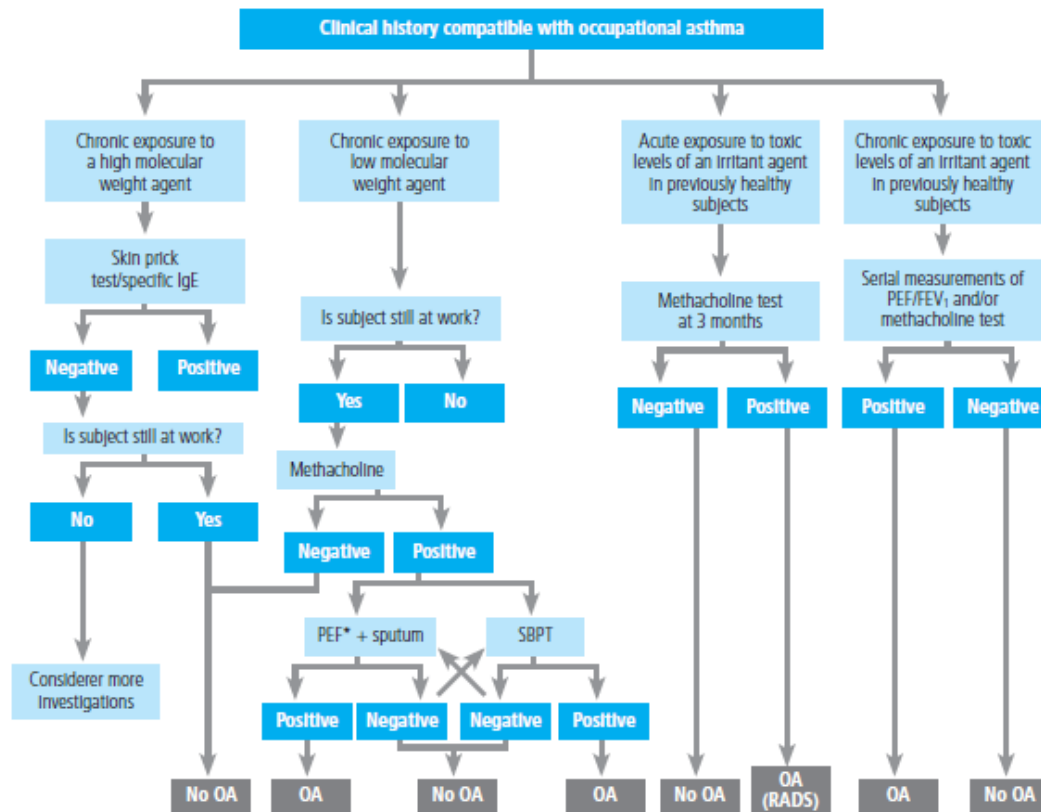 Clinical history compatible with occupational asthma
Chronic exposure to
a high molecular
weight agent
Chronic exposure to
low molecular
weight agent
Acute exposure to toxic
levels of an irritant agent
in previously healthy
subjects
Chronic exposure to toxic
levels of an irritant agent
in previously healthy
subjects
Skin prick
test/specific IgE
Is subject still at work?
Methacholine test
at 3 months
Serial measurements of
PEF/FEV₁ and/or
methacholine test
Negative
Positive
Yes
No
Negative
Positive
Positive
Negative
Is subject still at work?
Methacholine
No
Yes
Negative
Positive
PEF* + sputum
SBPT
Considerer more
investigations
Positive
Negative
Negative
Positive
No OA
OA
No OA
OA
No OA
OA
(RADS)
OA
No OA